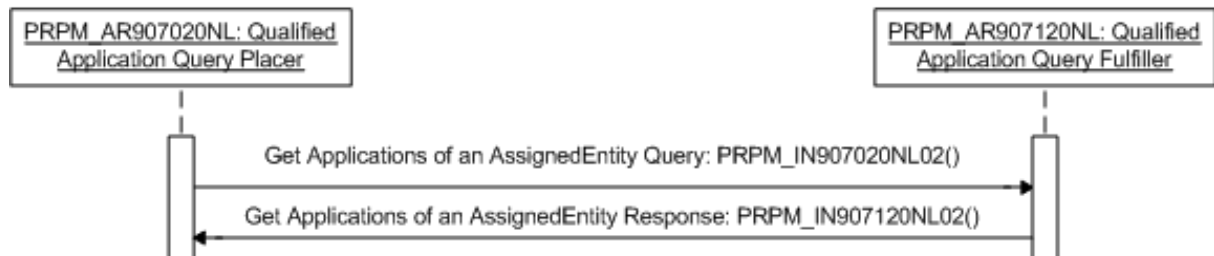 PRPM_AR907020NL: Qualified
Application Query Placer
PRPM_AR907120NL: Qualified
Application Query Fulfiller
Get Applications of an AssignedEntity Query: PRPM_IN907020NL02()
Get Applications of an AssignedEntity Response: PRPM_IN907120NL02()